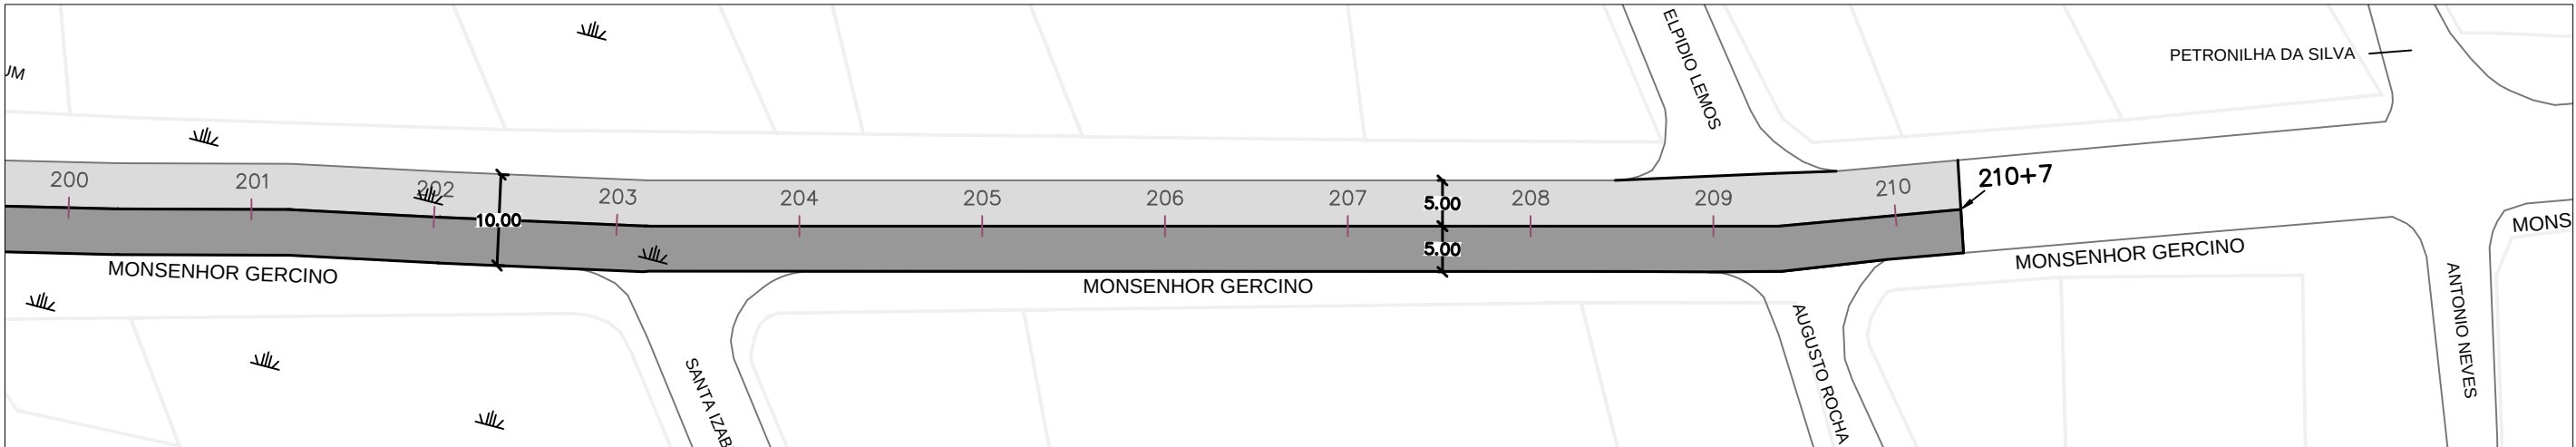 ELPIDIO LEMOS
PETRONILHA DA SILVA
UM
200
201
202
203
204
205
206
207
208
209
210
210+7
10.00
5.00
5.00
MONSENHOR GERCINO
MONSENHOR GERCINO
MONSENHOR GERCINO
MONS
SANTA IZAB
AUGUSTO ROCHA
ANTONIO NEVES